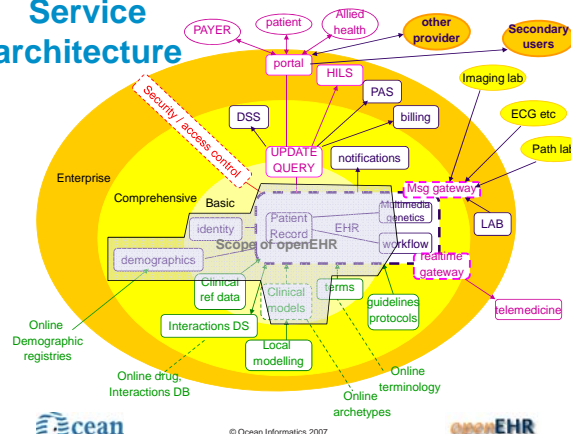 Service
architecture
PAYER
patient
Allied
health
other
provider
Secondary
users
portal
HILS
Imaging lab
PAS
Security / access control
DSS
billing
ECG etc
UPDATE
QUERY
notifications
Path lab
Enterprise
Comprehensive
Basic
Msg gateway
identity
Patient
Record
EHR
Multimedia
genetics
LAB
Scope of openEHR
workflow
demographics
realtime
gateway
Clinical
ref data
Clinical
models
terms
guidelines
protocols
telemedicine
Interactions DS
Online
Demographic
registries
Local
modelling
Online drug,
Interactions DB
Online
terminology
Online
archetypes
Ocean
© Ocean Informatics 2007
openEHR